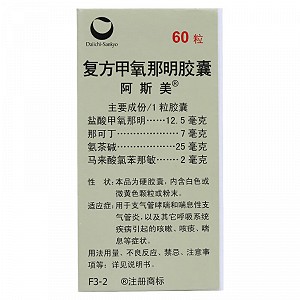 Daiichi-Sankyo
60 粒
复方甲氧那明胶囊
阿斯美®
主要成份/1粒胶囊
盐酸甲氧那明……12.5 毫克
那可丁……………7 毫克
氨茶碱……………25 毫克
马来酸氯苯那敏……2 毫克
性 状：本品为硬胶囊，内含白色或
微黄色颗粒或粉末。
适应症：用于支气管哮喘和喘息性支
气管炎，以及其它呼吸系统
疾病引起的咳嗽、咳痰、喘
息等症状。
用法用量、不良反应、禁忌、注意事
项等：详见说明书。
F3-2 ®注册商标